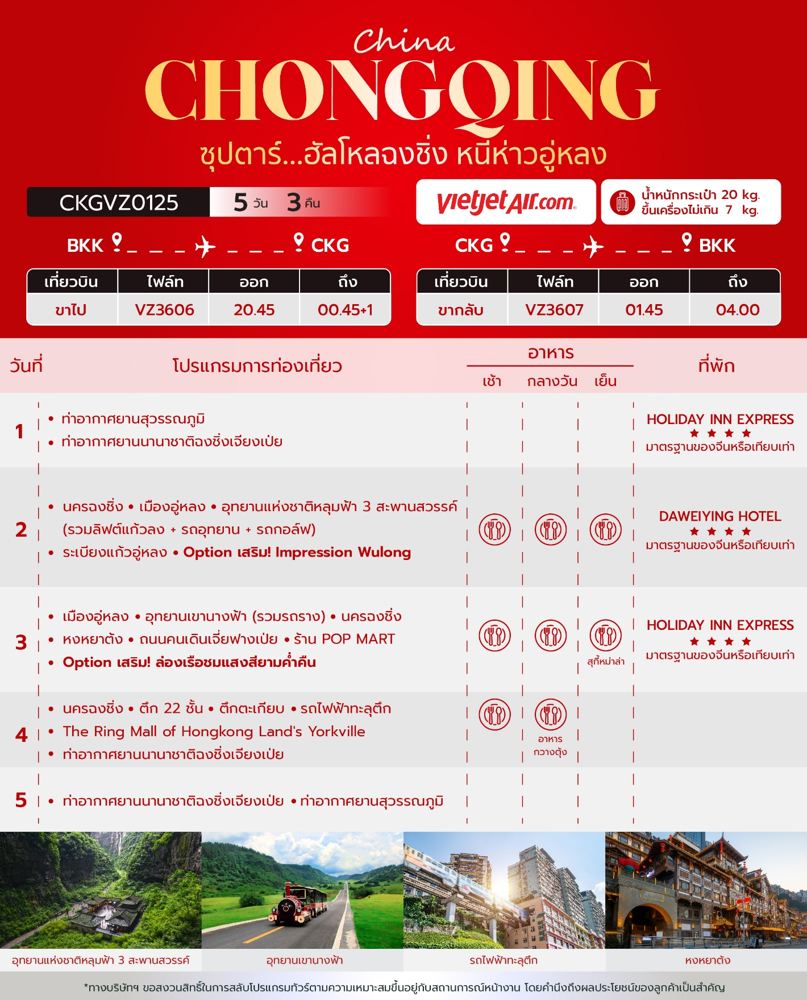 China
CHONGQING
ซุปตาร์...ฮัลโหลฉงชิ่ง หนีห่าวอู่หลง
CKGVZ0125 5 วัน 3 คืน
vietjetAir.com
น้ำหนักกระเป๋า 20 kg.
ขึ้นเครื่องไม่เกิน 7 kg.
BKK CKG
CKG BKK
เที่ยวบิน ไฟล์ท ออก ถึง
ขาไป VZ3606 20.45 00.45+1
เที่ยวบิน ไฟล์ท ออก ถึง
ขากลับ VZ3607 01.45 04.00
วันที่ โปรแกรมการท่องเที่ยว อาหาร ที่พัก
เช้า กลางวัน เย็น
1
• ท่าอากาศยานสุวรรณภูมิ
• ท่าอากาศยานนานาชาติฉงชิ่งเจียงเป่ย
HOLIDAY INN EXPRESS
มาตรฐานของจีนหรือเทียบเท่า
2
• นครฉงชิ่ง • เมืองอู่หลง • อุทยานแห่งชาติหลุมฟ้า 3 สะพานสวรรค์
(รวมลิฟต์แก้วลง + รถอุทยาน + รถกอล์ฟ)
• ระเบียงแก้วอู่หลง • Option เสริม! Impression Wulong
DAWEIYING HOTEL
มาตรฐานของจีนหรือเทียบเท่า
3
• เมืองอู่หลง • อุทยานเขานางฟ้า (รวมรถราง) • นครฉงชิ่ง
• หงหยาต้ง • ถนนคนเดินเจี่ยฟางเป่ย • ร้าน POP MART
• Option เสริม! ล่องเรือชมแสงสียามค่ำคืน
สุกี้หม่าล่า
HOLIDAY INN EXPRESS
มาตรฐานของจีนหรือเทียบเท่า
4
• นครฉงชิ่ง • ตึก 22 ชั้น • ตึกตะเกียบ • รถไฟฟ้าทะลุตึก
• The Ring Mall of Hongkong Land's Yorkville
• ท่าอากาศยานนานาชาติฉงชิ่งเจียงเป่ย
อาหาร
กวางตุ้ง
5
• ท่าอากาศยานนานาชาติฉงชิ่งเจียงเป่ย • ท่าอากาศยานสุวรรณภูมิ
อุทยานแห่งชาติหลุมฟ้า 3 สะพานสวรรค์
อุทยานเขานางฟ้า
รถไฟฟ้าทะลุตึก
หงหยาต้ง
*ทางบริษัทฯ ขอสงวนสิทธิ์ในการสลับโปรแกรมทัวร์ตามความเหมาะสมขึ้นอยู่กับสถานการณ์หน้างาน โดยคำนึงถึงผลประโยชน์ของลูกค้าเป็นสำคัญ